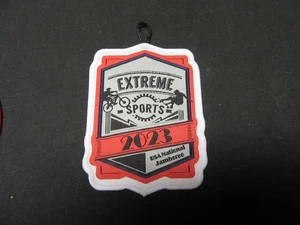 EXTREME
SPORTS
2023
BSA National
Jamboree